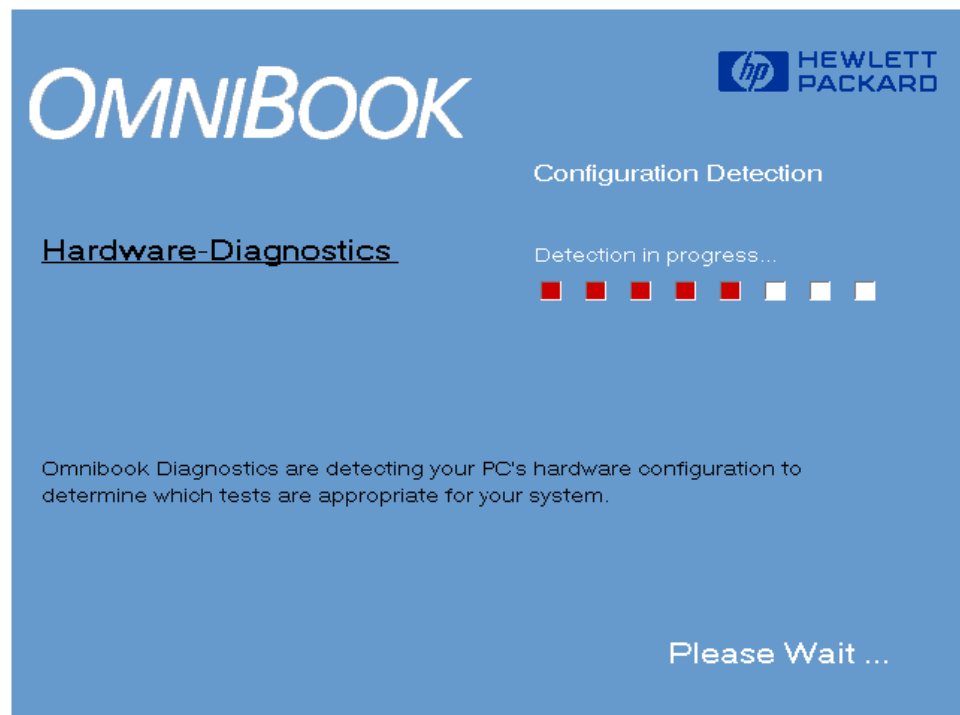 OMNIBOOK
hp HEWLETT
PACKARD
Configuration Detection
Hardware-Diagnostics
Detection in progress...
Omnibook Diagnostics are detecting your PC's hardware configuration to
determine which tests are appropriate for your system.
Please Wait ...